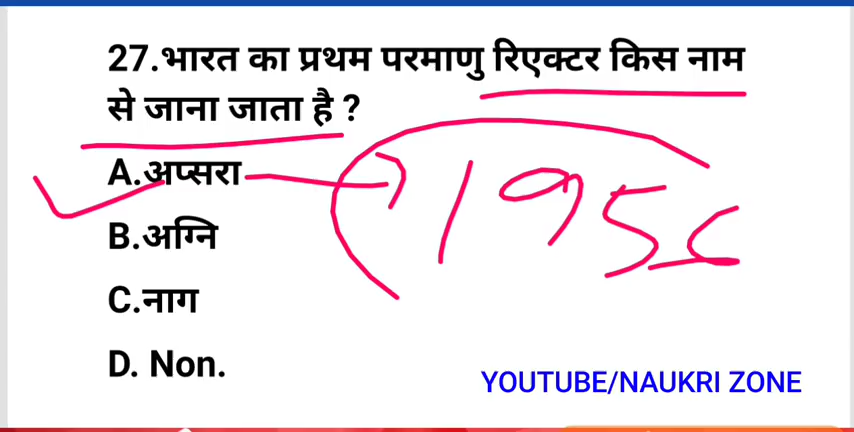 27.भारत का प्रथम परमाणु रिएक्टर किस नाम
से जाना जाता है ?
A.अप्सरा
1956
B.अग्नि
C.नाग
D. Non.
YOUTUBE/NAUKRI ZONE